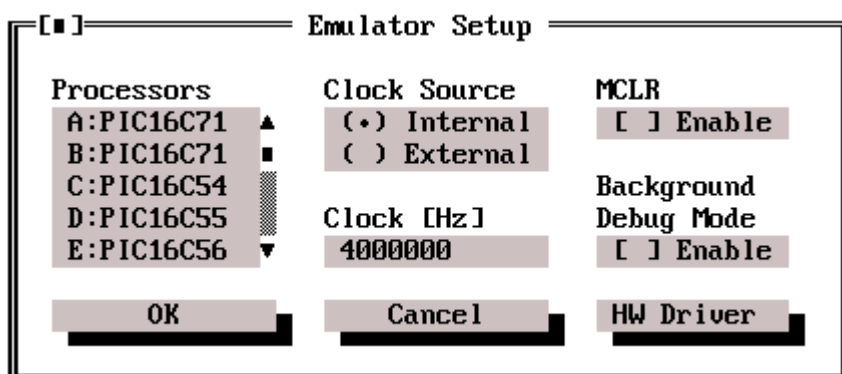 [■] Emulator Setup
Processors
A:PIC16C71
B:PIC16C71
C:PIC16C54
D:PIC16C55
E:PIC16C56
Clock Source
(•) Internal
( ) External
Clock [Hz]
4000000
MCLR
[ ] Enable
Background
Debug Mode
[ ] Enable
OK
Cancel
HW Driver